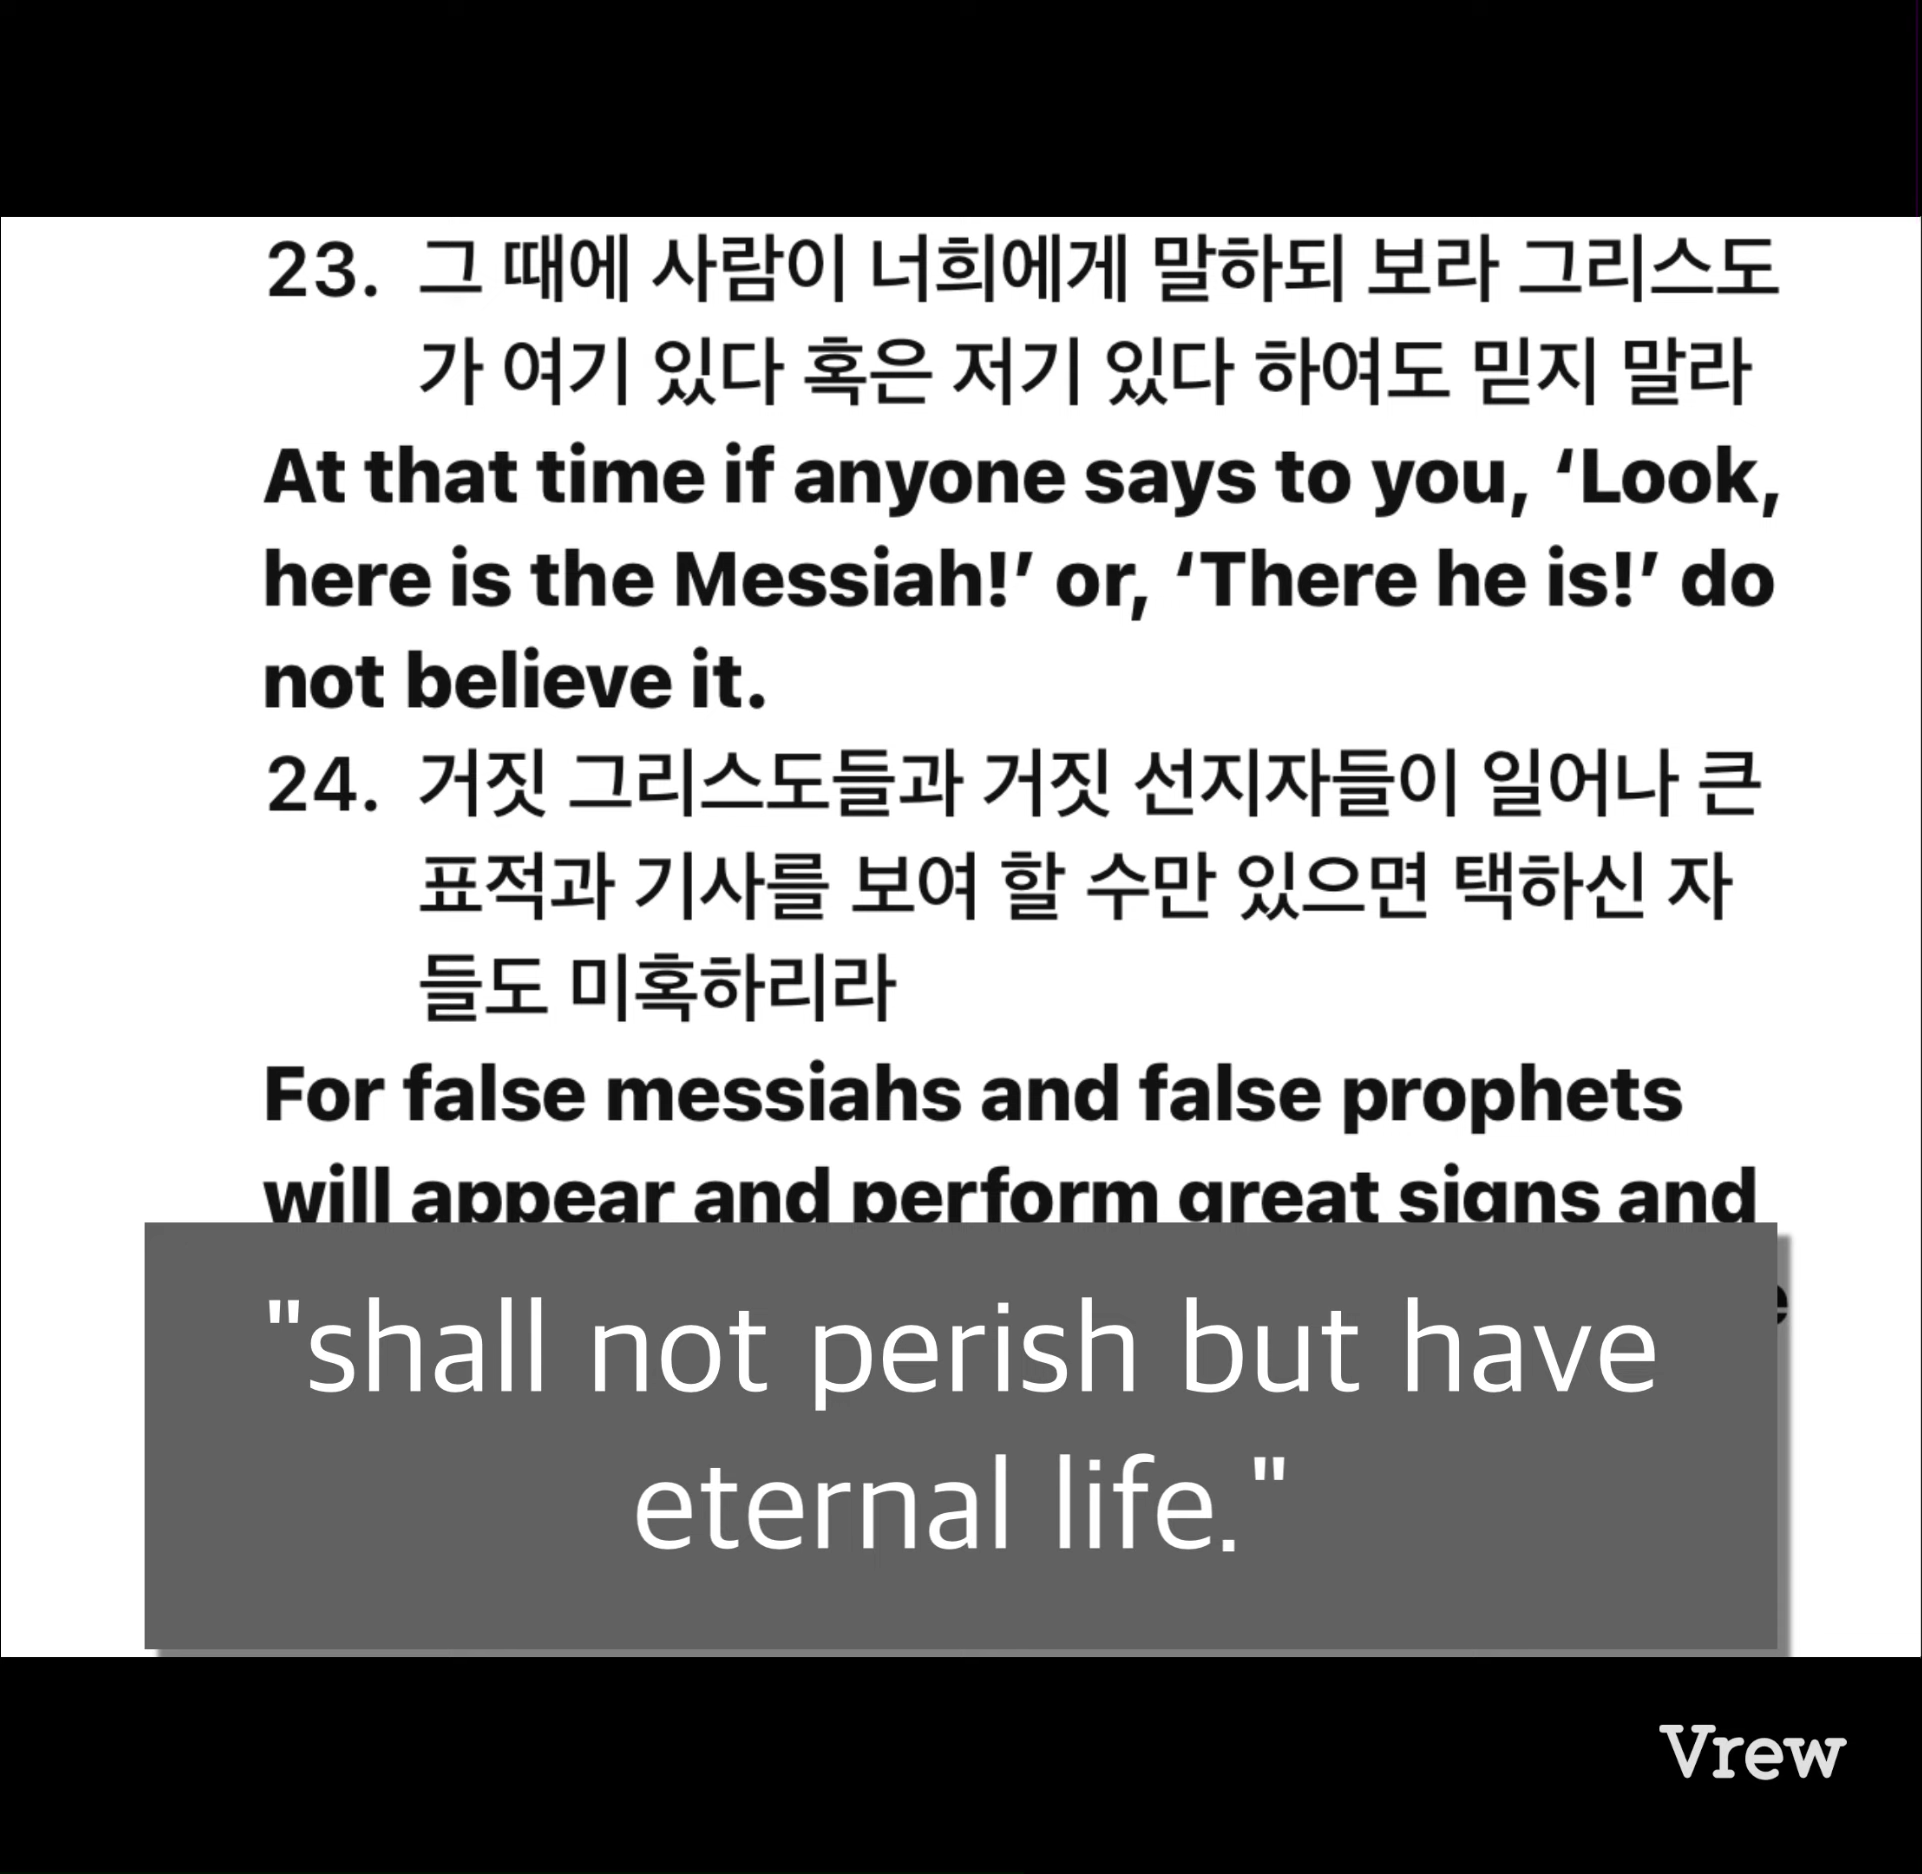 23. 그 때에 사람이 너희에게 말하되 보라 그리스도
가 여기 있다 혹은 저기 있다 하여도 믿지 말라
At that time if anyone says to you, ‘Look,
here is the Messiah!’ or, ‘There he is!’ do
not believe it.
24. 거짓 그리스도들과 거짓 선지자들이 일어나 큰
표적과 기사를 보여 할 수만 있으면 택하신 자
들도 미혹하리라
For false messiahs and false prophets
will appear and perform great signs and
"shall not perish but have
eternal life."
Vrew